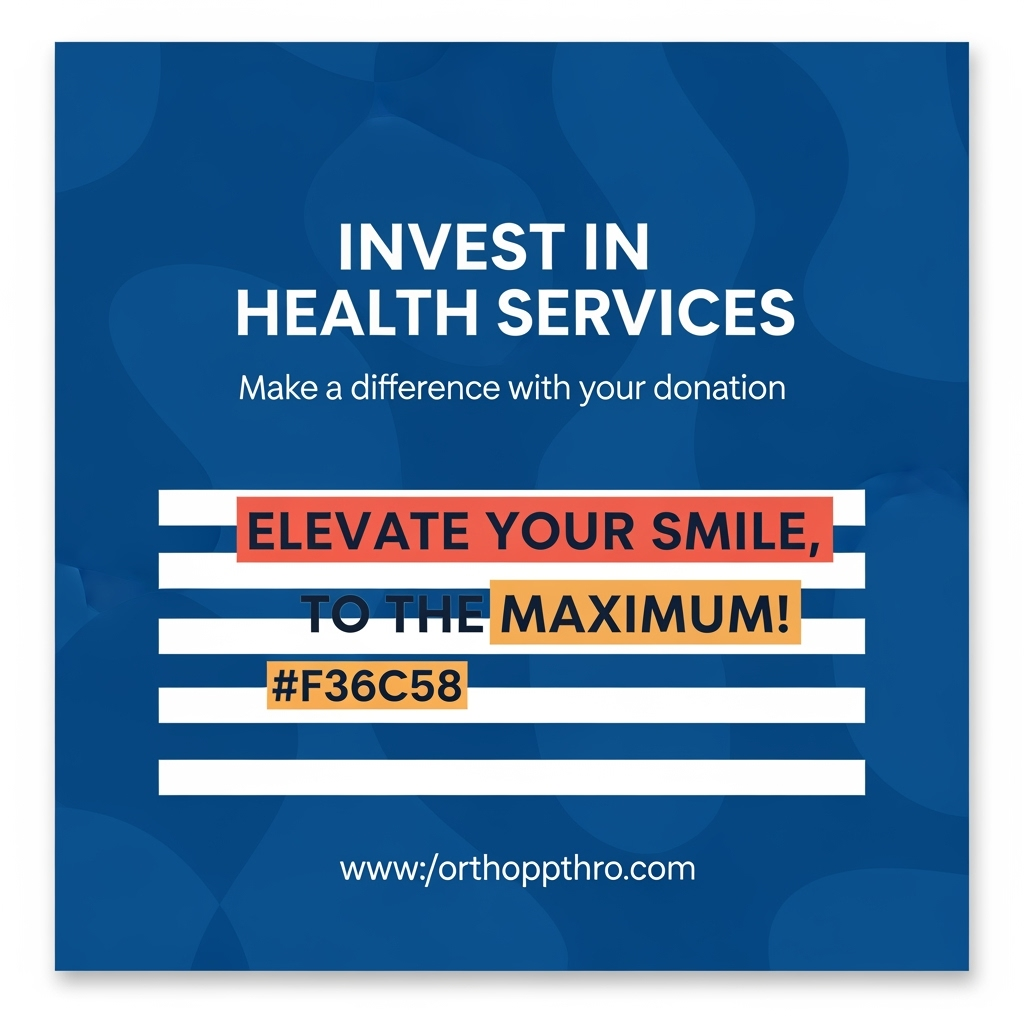 INVEST IN
HEALTH SERVICES
Make a difference with your donation
ELEVATE YOUR SMILE,
TO THE MAXIMUM!
#F36C58
www:/orthoppthro.com